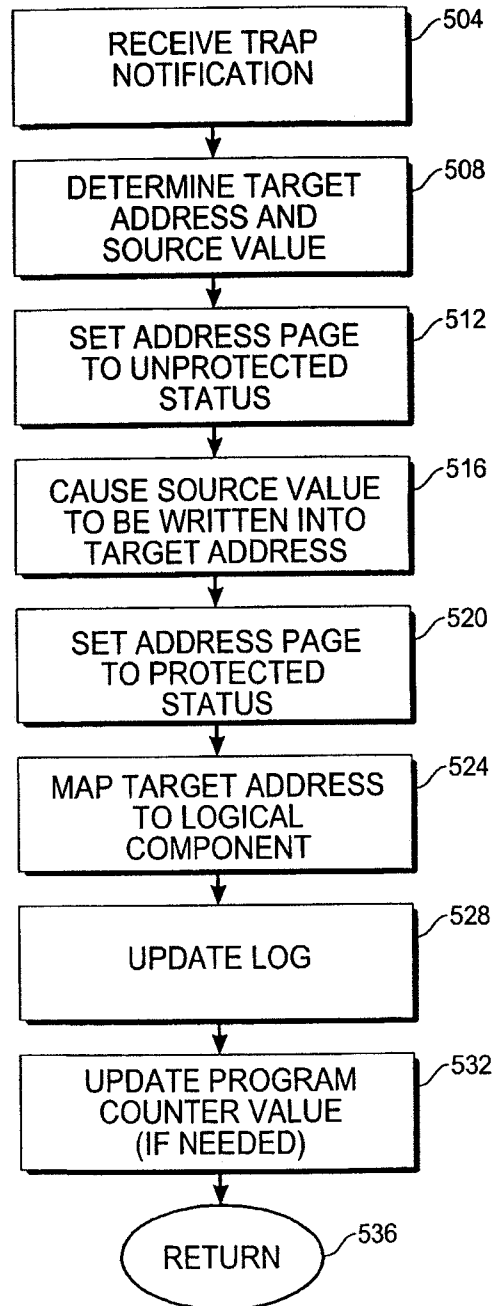 504
RECEIVE TRAP
NOTIFICATION
508
DETERMINE TARGET
ADDRESS AND
SOURCE VALUE
512
SET ADDRESS PAGE
TO UNPROTECTED
STATUS
516
CAUSE SOURCE VALUE
TO BE WRITTEN INTO
TARGET ADDRESS
520
SET ADDRESS PAGE
TO PROTECTED
STATUS
524
MAP TARGET ADDRESS
TO LOGICAL
COMPONENT
528
UPDATE LOG
532
UPDATE PROGRAM
COUNTER VALUE
(IF NEEDED)
536
RETURN